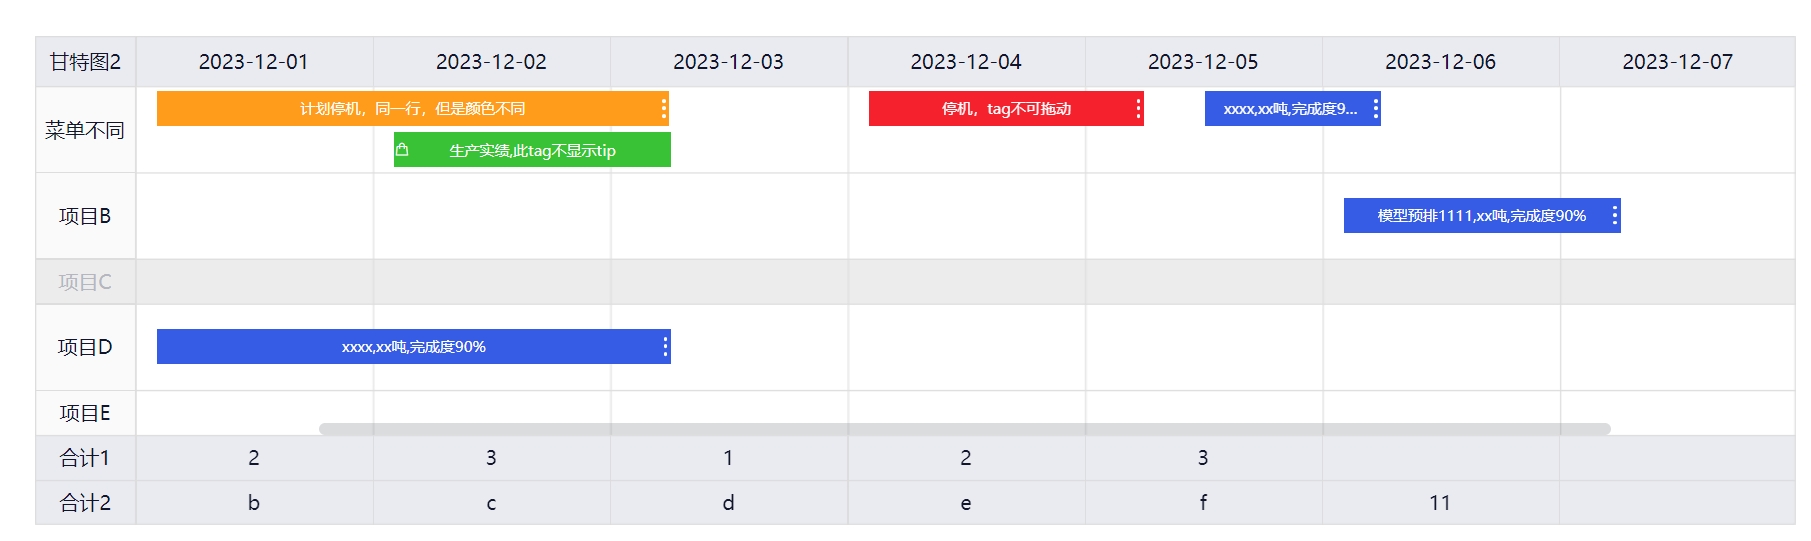 甘特图2 2023-12-01 2023-12-02 2023-12-03 2023-12-04 2023-12-05 2023-12-06 2023-12-07
菜单不同
计划停机，同一行，但是颜色不同 停机，tag不可拖动 xxxx,xx吨,完成度9...
生产实绩,此tag不显示tip
项目B 模型预排1111,xx吨,完成度90%
项目C
项目D xxxx,xx吨,完成度90%
项目E
合计1 2 3 1 2 3
合计2 b c d e f 11